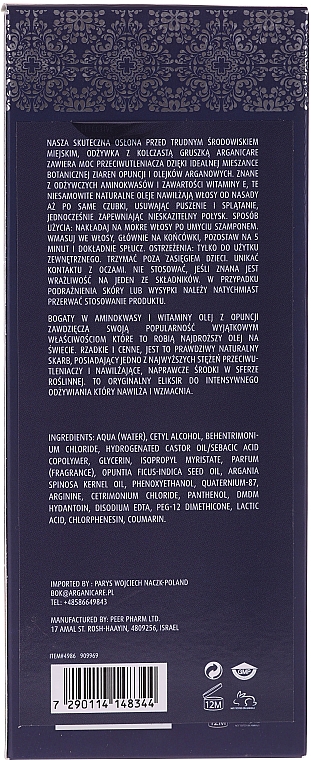 NASZA SKUTECZNA OSŁONA PRZED TRUDNYM ŚRODOWISKIEM
MIEJSKIM, ODŻYWKA Z KOLCZASTĄ GRUSZKĄ ARGANICARE
ZAWIERA MOC PRZECIWUTLENIACZA DZIĘKI IDEALNEJ MIESZANCE
BOTANICZNEJ ZIAREN OPUNCJI I OLEJKÓW ARGANOWYCH. ZNANE
Z ODŻYWCZYCH AMINOKWASÓW I ZAWARTOŚCI WITAMINY E, TE
NIESAMOWITE NATURALNE OLEJE NAWILŻAJĄ WŁOSY OD NASADY
AŻ PO SAME CZUBKI, USUWAJĄC PUSZENIE I SPLĄTANIE,
JEDNOCZEŚNIE ZAPEWNIAJĄC NIESKAZITELNY POŁYSK. SPOSÓB
UŻYCIA: NAKŁADAJ NA MOKRE WŁOSY PO UMYCIU SZAMPONEM.
WMASUJ WE WŁOSY, GŁÓWNIE NA KOŃCÓWKI, POZOSTAW NA 5
MINUT I DOKŁADNIE SPŁUCZ. OSTRZEŻENIA: TYLKO DO UŻYTKU
ZEWNĘTRZNEGO. TRZYMAĆ POZA ZASIĘGIEM DZIECI. UNIKAĆ
KONTAKTU Z OCZAMI. NIE STOSOWAĆ, JEŚLI ZNANA JEST
WRAŻLIWOŚĆ NA JEDEN ZE SKŁADNIKÓW. W PRZYPADKU
PODRAŻNIENIA SKÓRY LUB WYSYPKI NALEŻY NATYCHMIAST
PRZERWAĆ STOSOWANIE PRODUKTU.
BOGATY W AMINOKWASY I WITAMINY OLEJ Z OPUNCJI
ZAWDZIĘCZA SWOJĄ POPULARNOŚĆ WYJĄTKOWYM
WŁAŚCIWOŚCIOM KTÓRE TO ROBIĄ NAJDROŻSZY OLEJ NA
ŚWIECIE. RZADKIE I CENNE, JEST TO PRAWDZIWY NATURALNY
SKARB, POSIADAJĄCY JEDNO Z NAJWYŻSZYCH STĘŻEŃ PRZECIW-
UTLENIACZY I NAWILŻAJĄCE, NAPRAWCZE ŚRODKI W SFERZE
ROŚLINNEJ. TO ORYGINALNY ELIKSIR DO INTENSYWNEGO
ODŻYWIANIA KTÓRY NAWILŻA I WZMACNIA.
INGREDIENTS: AQUA (WATER), CETYL ALCOHOL, BEHENTRIMONI-
UM CHLORIDE, HYDROGENATED CASTOR OIL/SEBACIC ACID
COPOLYMER, GLYCERIN, ISOPROPYL MYRISTATE, PARFUM
(FRAGRANCE), OPUNTIA FICUS-INDICA SEED OIL, ARGANIA
SPINOSA KERNEL OIL, PHENOXYETHANOL, QUATERNIUM-87,
ARGININE, CETRIMONIUM CHLORIDE, PANTHENOL, DMDM
HYDANTOIN, DISODIUM EDTA, PEG-12 DIMETHICONE, LACTIC
ACID, CHLORPHENESIN, COUMARIN.
IMPORTED BY : PARYS WOJCIECH NACZK-POLAND
BOK@ARGANICARE.PL
TEL: +48586649843
MANUFACTURED BY: PEER PHARM LTD.
17 AMAL ST. ROSH-HAAYIN, 4809256, ISRAEL
ITEM#4986 909969
GMP
12M
7 290114 148344
12M